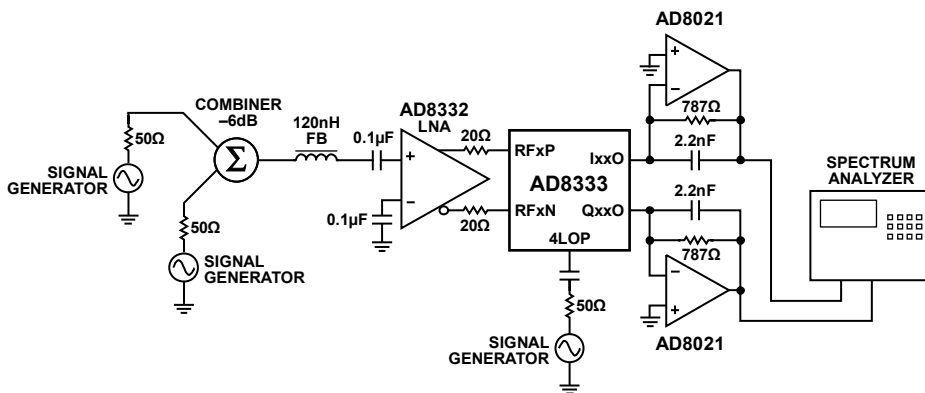 COMBINER
–6dB
50Ω
SIGNAL
GENERATOR
50Ω
SIGNAL
GENERATOR
Σ
120nH
FB
0.1µF
0.1µF
AD8332
LNA
+
–
20Ω
20Ω
RFxP
RFxN
AD8333
IxxO
QxxO
4LOP
50Ω
SIGNAL
GENERATOR
AD8021
+
–
787Ω
2.2nF
2.2nF
787Ω
–
+
AD8021
SPECTRUM
ANALYZER